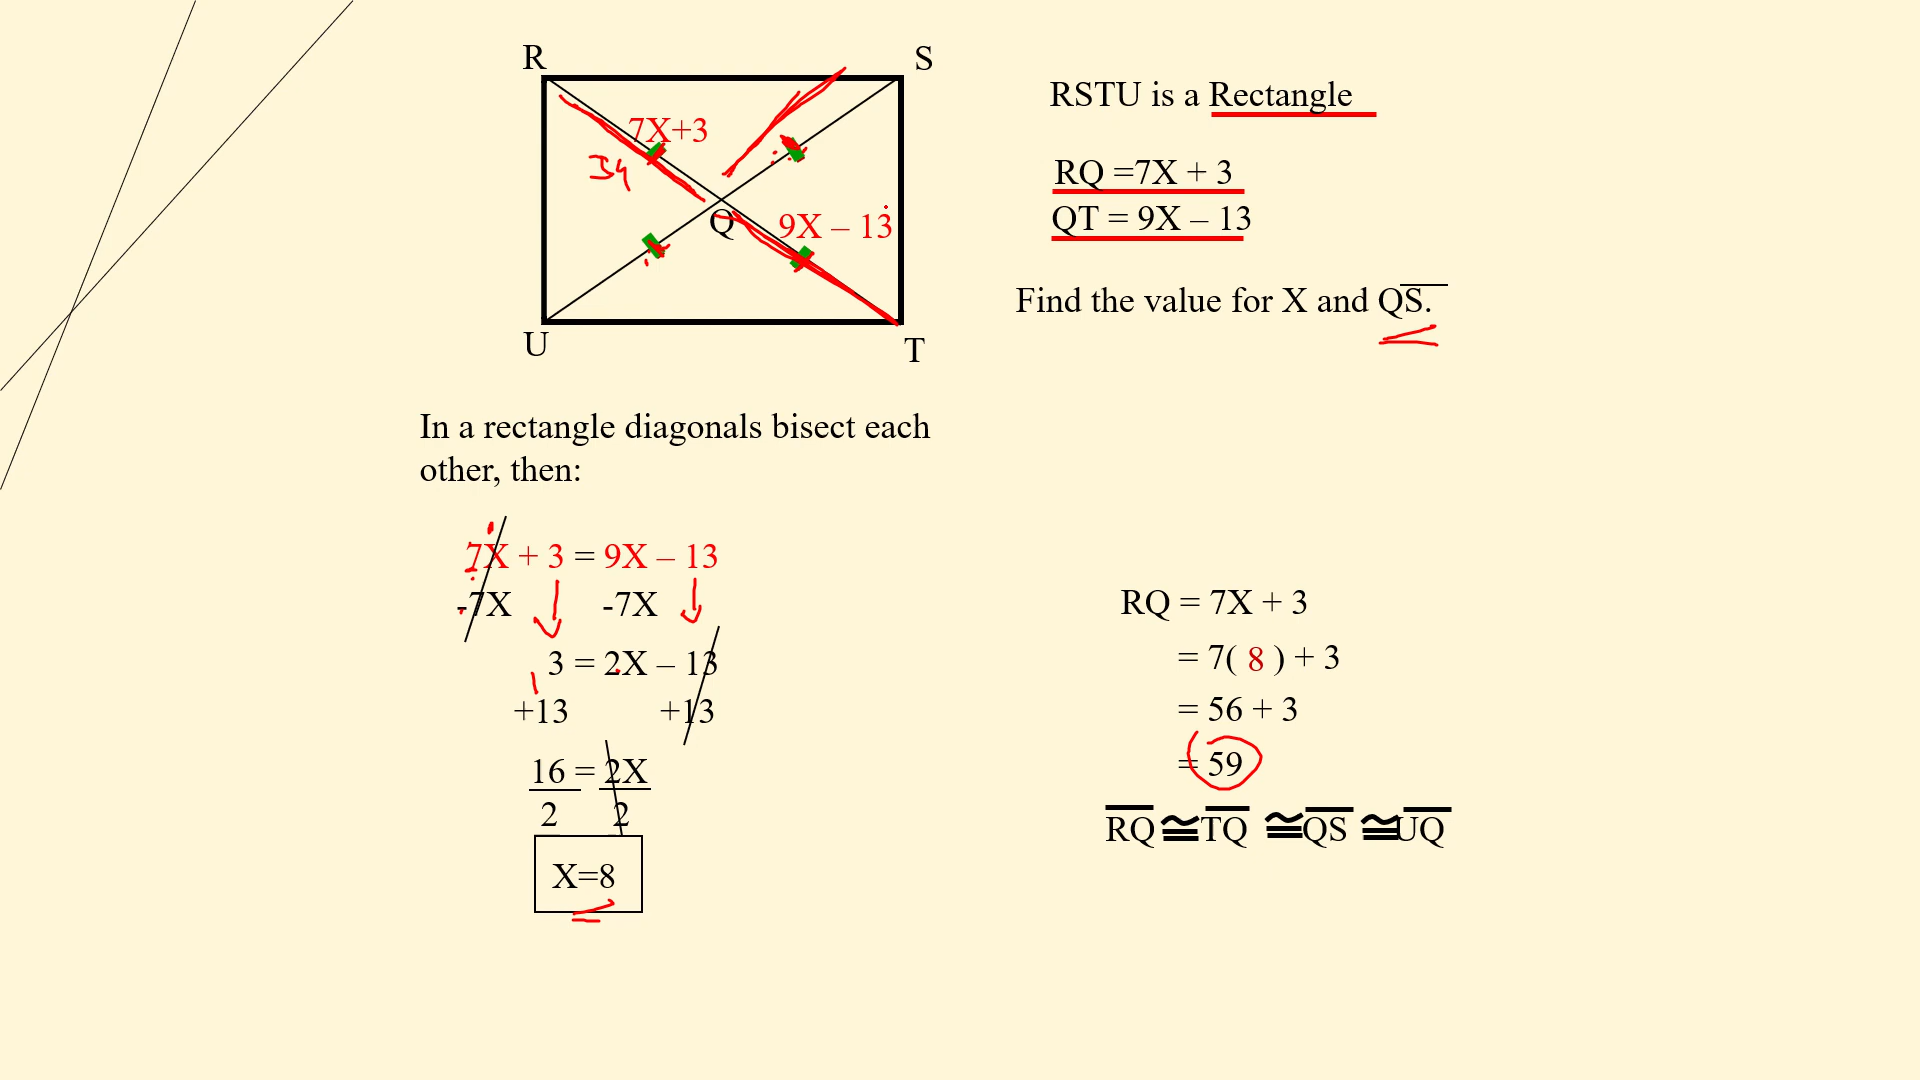 R
S
7X+3
34
Q
9X – 13
U
T
RSTU is a Rectangle
RQ =7X + 3
QT = 9X – 13
Find the value for X and QS.
In a rectangle diagonals bisect each
other, then:
7X + 3 = 9X – 13
-7X -7X
3 = 2X – 13
+13 +13
16 = 2X
2 2
X=8
RQ = 7X + 3
= 7( 8 ) + 3
= 56 + 3
= 59
RQ ≅ TQ ≅ QS ≅ UQ